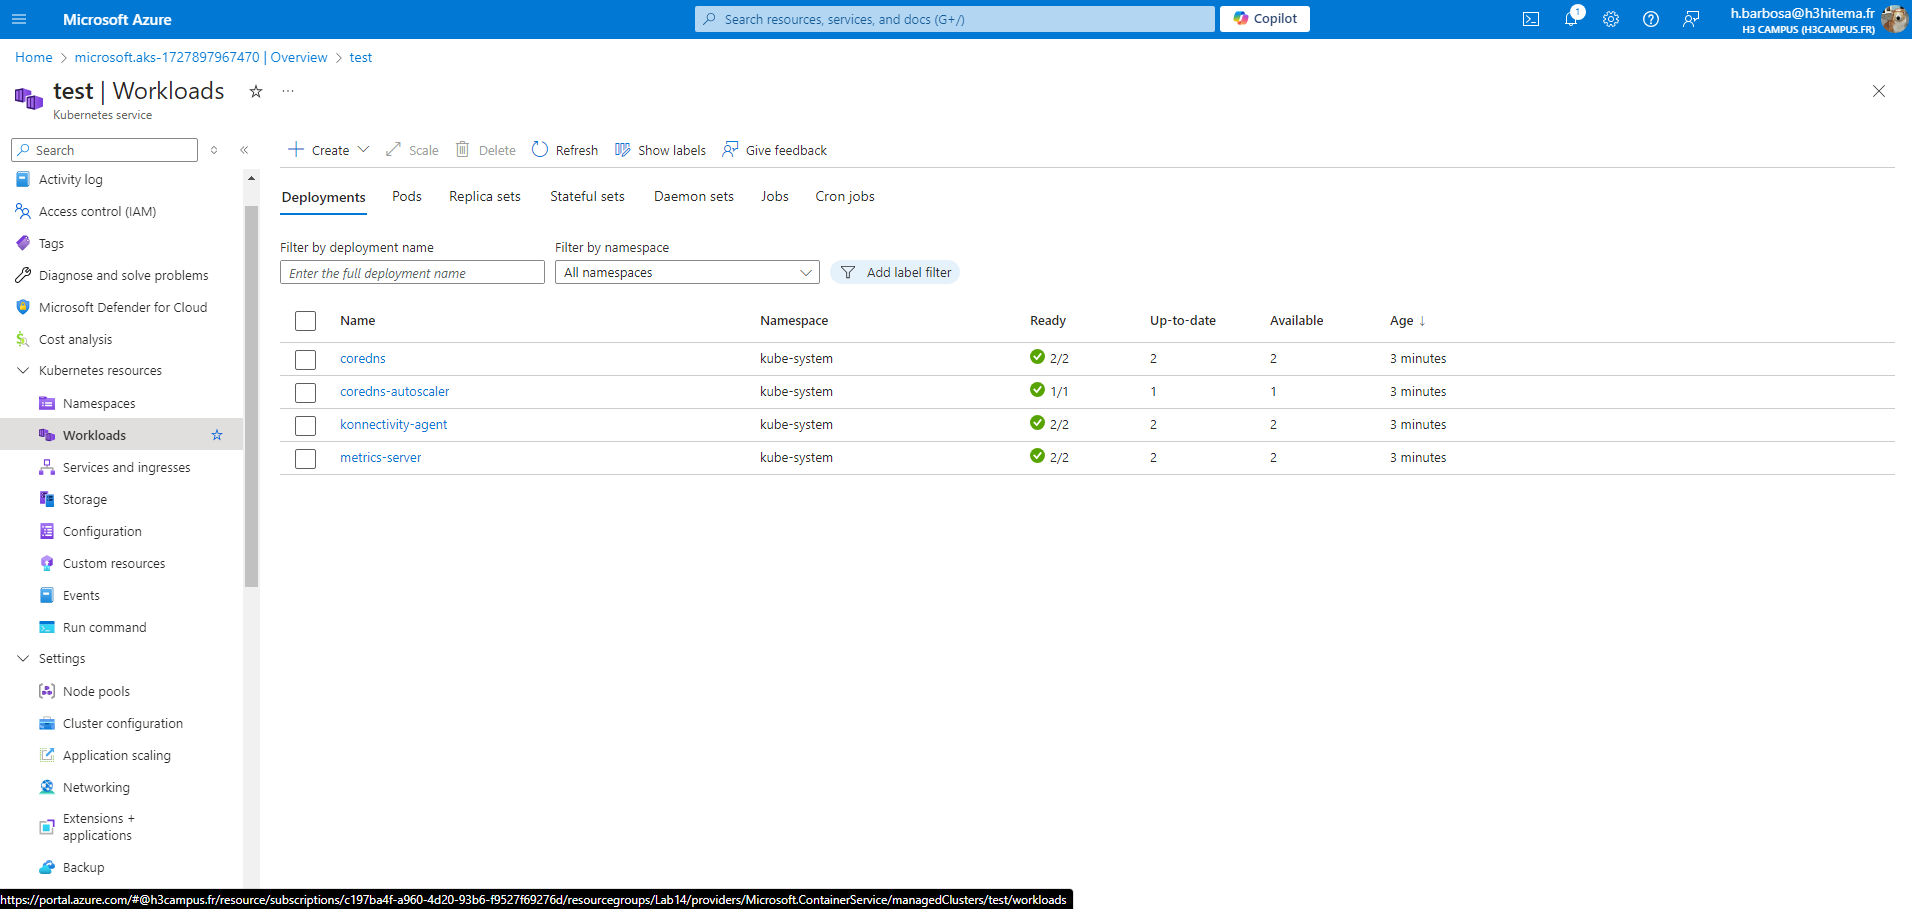 Microsoft Azure
Search resources, services, and docs (G+/)
Copilot
1
h.barbosa@h3hitema.fr
H3 CAMPUS (H3CAMPUS.FR)
Home > microsoft.aks-1727897967470 | Overview > test
test | Workloads
Kubernetes service
Search
Create
Scale
Delete
Refresh
Show labels
Give feedback
Activity log
Access control (IAM)
Tags
Diagnose and solve problems
Microsoft Defender for Cloud
Cost analysis
Kubernetes resources
Namespaces
Workloads
Services and ingresses
Storage
Configuration
Custom resources
Events
Run command
Settings
Node pools
Cluster configuration
Application scaling
Networking
Extensions +
applications
Backup
Deployments Pods Replica sets Stateful sets Daemon sets Jobs Cron jobs
Filter by deployment name
Enter the full deployment name
Filter by namespace
All namespaces
Add label filter
Name Namespace Ready Up-to-date Available Age ↓
coredns kube-system 2/2 2 2 3 minutes
coredns-autoscaler kube-system 1/1 1 1 3 minutes
konnectivity-agent kube-system 2/2 2 2 3 minutes
metrics-server kube-system 2/2 2 2 3 minutes
https://portal.azure.com/#@h3campus.fr/resource/subscriptions/c197ba4f-a960-4d20-93b6-f9527f69276d/resourcegroups/Lab14/providers/Microsoft.ContainerService/managedClusters/test/workloads